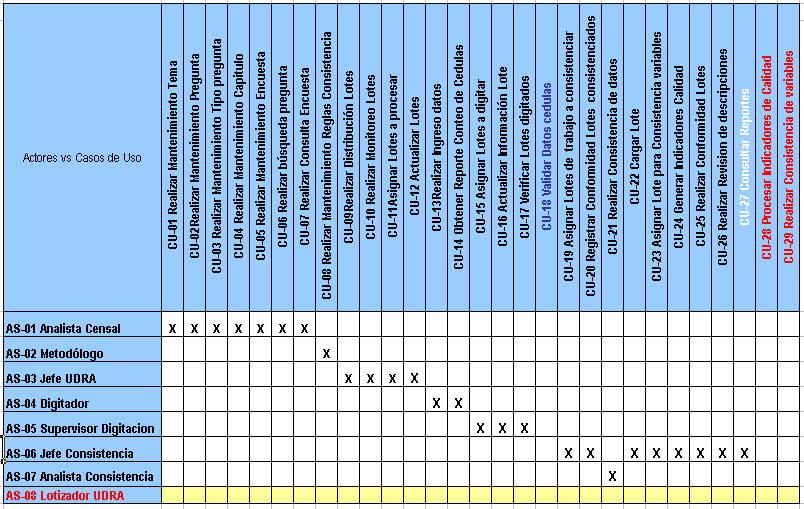 Actores vs Casos de Uso
CU-01 Realizar Mantenimiento Tema
CU-02Realizar Mantenimiento Pregunta
CU-03 Realizar Mantenimiento Tipo pregunta
CU-04 Realizar Mantenimiento Capítulo
CU-05 Realizar Mantenimiento Encuesta
CU-06 Realizar búsqueda pregunta
CU-07 Realizar Consulta Encuesta
CU-08 Realizar Mantenimiento Reglas Consistencia
CU-09Realizar Distribución Lotes
CU-10 Realizar Monitoreo Lotes
CU-11Asignar Lotes a procesar
CU-12 Actualizar Lotes
CU-13Realizar Ingreso datos
CU-14 Obtener Reporte Conteo de Cedulas
CU-15 Asignar Lotes a digitar
CU-16 Actualizar Información Lote
CU-17 Verificar Lotes digitados
CU-18 Validar Datos cedulas
CU-19 Asignar Lotes de trabajo a consistenciar
CU-20 Registrar Conformidad Lotes consistenciados
CU-21 Realizar Consistencia de datos
CU-22 Cargar Lote
CU-23 Asignar Lote para Consistencia variables
CU-24 Generar Indicadores Calidad
CU-25 Realizar Conformidad Lotes
CU-26 Realizar Revision de descripciones
CU-27 Consultar Reportes
CU-28 Procesar Indicadores de Calidad
CU-29 Realizar Consistencia de variables
AS-01 Analista Censal X X X X X X X
AS-02 Metodólogo X
AS-03 Jefe UDRA X X X X
AS-04 Digitador X X
AS-05 Supervisor Digitacion X X X
AS-06 Jefe Consistencia X X X X X X X X
AS-07 Analista Consistencia X
AS-08 Lotizador UDRA